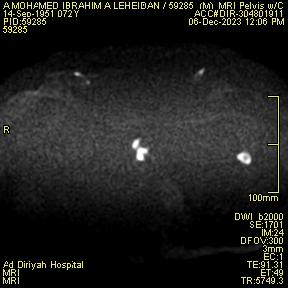 A MOHAMED IBRAHIM A LEHEIDAN / 59285 (M) MRI Pelvis w/C
14-Sep-1951 072Y
ACC#DIR-304801911
PID:59285
06-Dec-2023 12:06 PM
59285
R
100mm
DWI_b2000
SE:1701
IM:24
DFOV:300
3mm
EC:1
Ad Diriyah Hospital
TE:91.31
MRI
ET:49
MRI
TR:5749.3